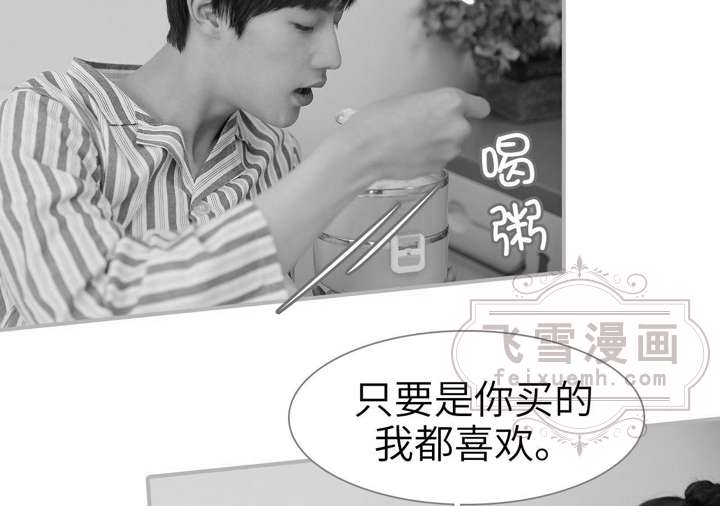 喝
粥
飞雪漫画
feixuemh.com
只要是你买的
我都喜欢。